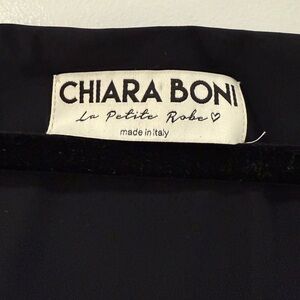 CHIARA BONI
La Petite Robe ♡
made in italy